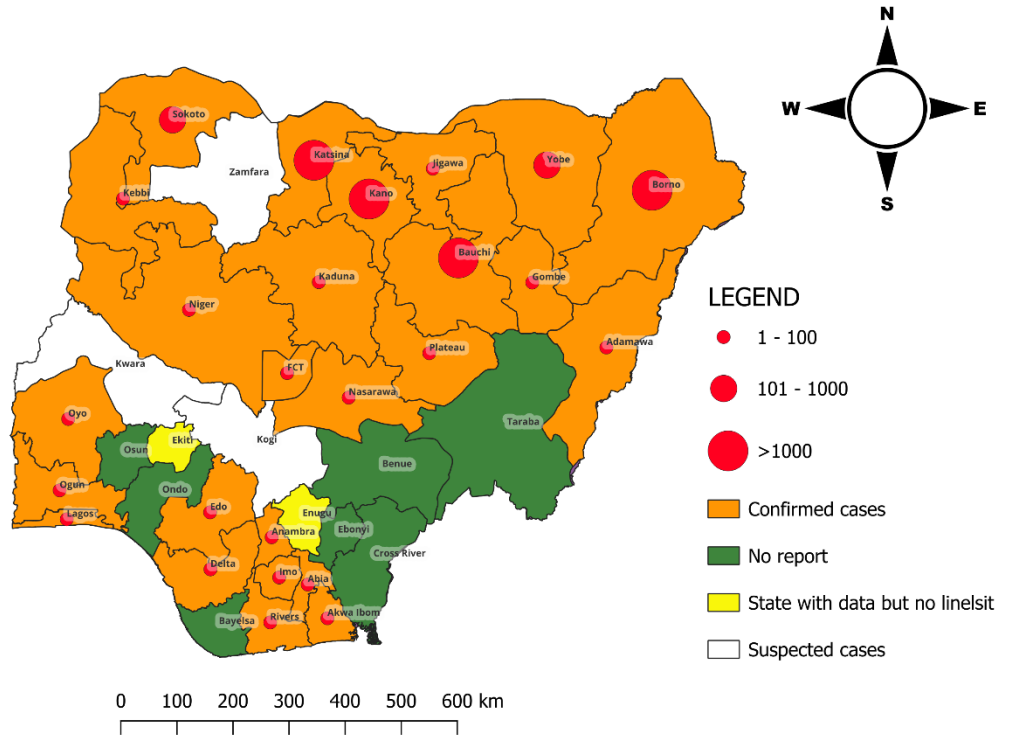 N
W
E
S
Sokoto
Zamfara
Katsina
Kano
Jigawa
Yobe
Borno
Kebbi
Bauchi
Gombe
Kaduna
Niger
Plateau
Adamawa
FCT
Nasarawa
Kwara
Kogi
Taraba
Oyo
Osun
Ekiti
Benue
Ondo
Ogun
Lagos
Edo
Enugu
Anambra
Ebonyi
Cross River
Delta
Imo
Abia
Bayelsa
Rivers
Akwa Ibom
LEGEND
1 - 100
101 - 1000
>1000
Confirmed cases
No report
State with data but no linelsit
Suspected cases
0 100 200 300 400 500 600 km